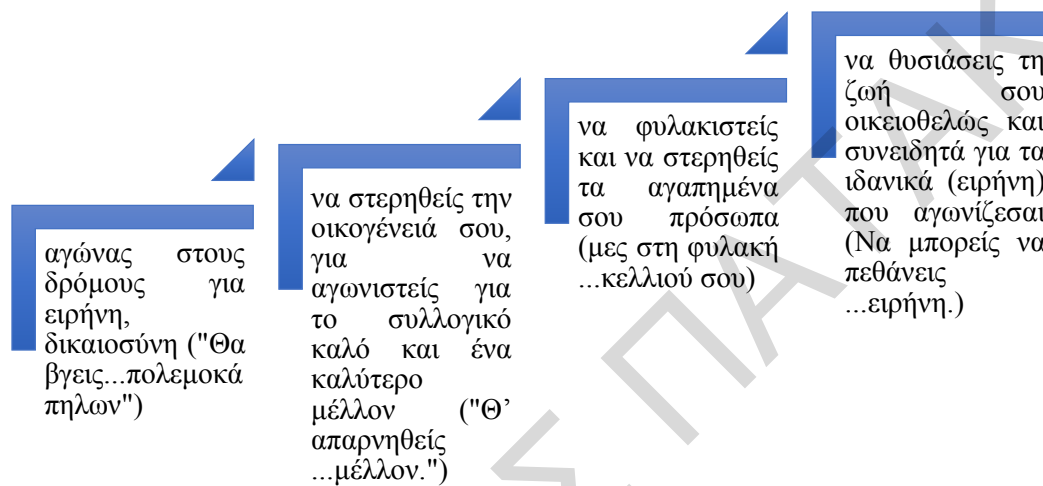 αγώνας στους
δρόμους για
ειρήνη,
δικαιοσύνη ("Θα
βγεις...πολεμοκά
πηλων")
να στερηθείς την
οικογένειά σου,
για να
αγωνιστείς για
το συλλογικό
καλό και ένα
καλύτερο
μέλλον ("Θ’
απαρνηθείς
...μέλλον.")
να φυλακιστείς
και να στερηθείς
τα αγαπημένα
σου πρόσωπα
(μες στη φυλακή
...κελλιού σου)
να θυσιάσεις τη
ζωή σου
οικειοθελώς και
συνειδητά για τα
ιδανικά (ειρήνη)
που αγωνίζεσαι
(Να μπορείς να
πεθάνεις
...ειρήνη.)
Σ ΠΑΤΑΚ